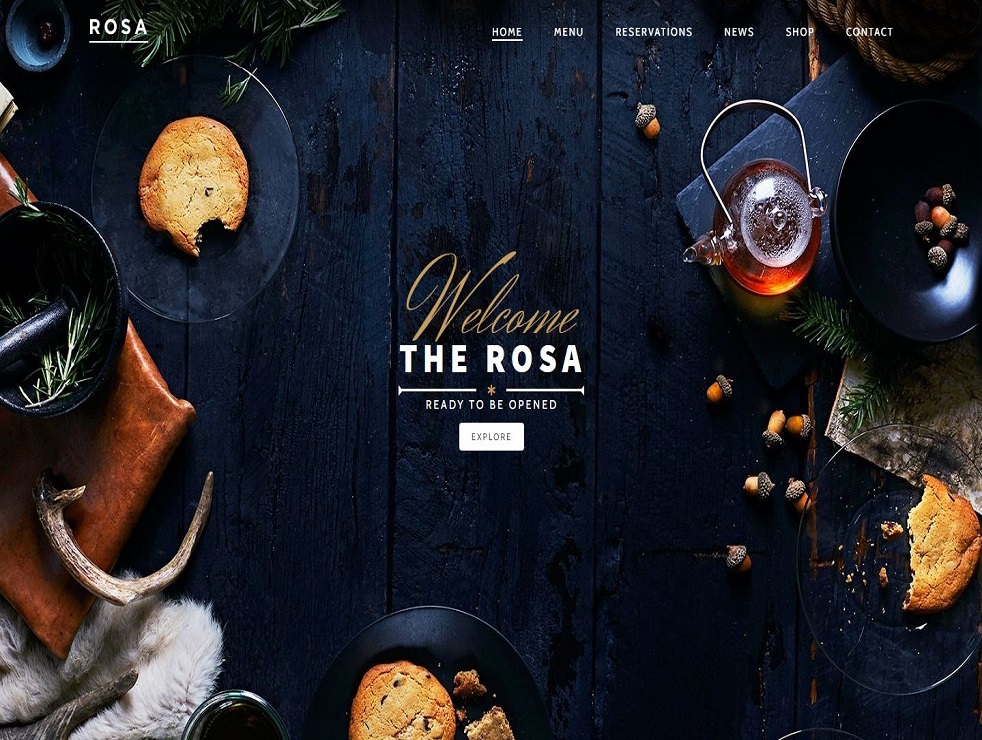 ROSA
HOME MENU RESERVATIONS NEWS SHOP CONTACT
Welcome
THE ROSA
READY TO BE OPENED
EXPLORE